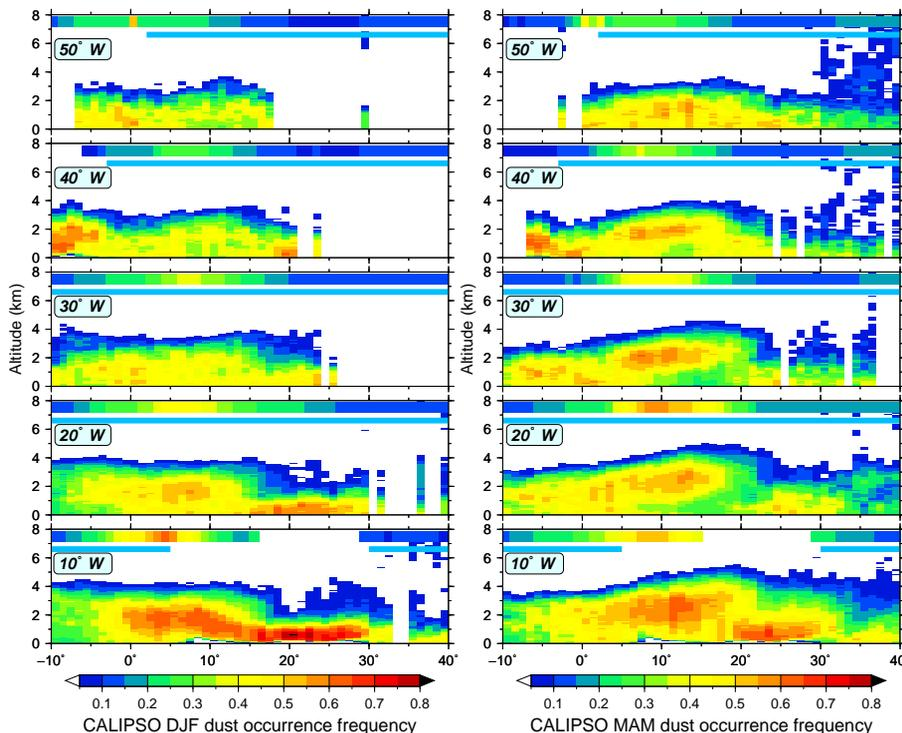 8
6
4
2
0
50° W
8
6
4
2
0
50° W
8
6
4
2
0
40° W
8
6
4
2
0
40° W
Altitude (km)
8
6
4
2
0
30° W
Altitude (km)
8
6
4
2
0
30° W
8
6
4
2
0
20° W
8
6
4
2
0
20° W
8
6
4
2
0
10° W
8
6
4
2
0
10° W
−10° 0° 10° 20° 30° 40°
−10° 0° 10° 20° 30° 40
0.1 0.2 0.3 0.4 0.5 0.6 0.7 0.8
0.1 0.2 0.3 0.4 0.5 0.6 0.7 0.8
CALIPSO DJF dust occurrence frequency
CALIPSO MAM dust occurrence frequency